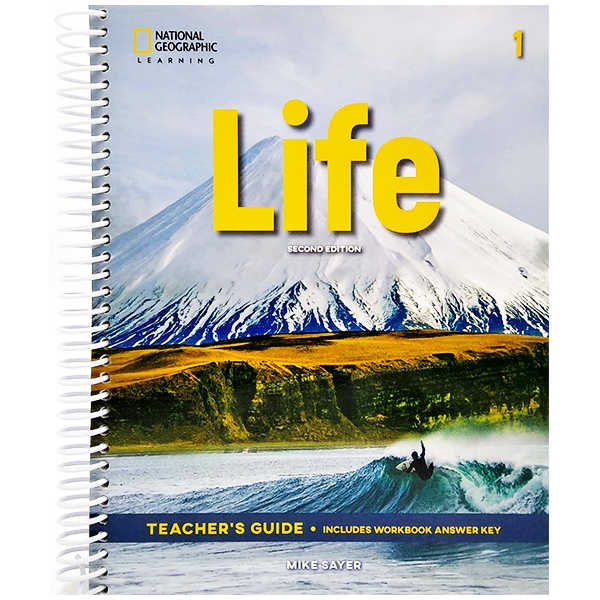 NATIONAL
GEOGRAPHIC
LEARNING
1
Life
SECOND EDITION
TEACHER'S GUIDE • INCLUDES WORKBOOK ANSWER KEY
MIKE SAYER